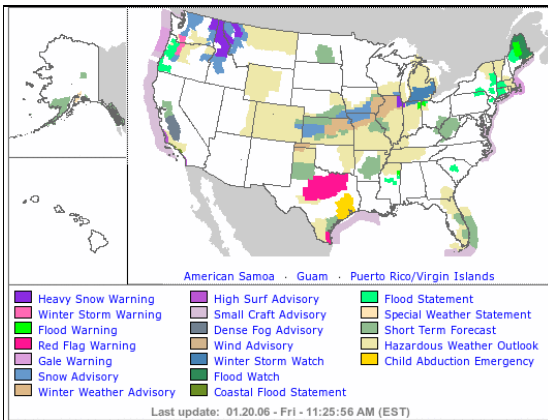 American Samoa · Guam · Puerto Rico/Virgin Islands
Heavy Snow Warning
Winter Storm Warning
Flood Warning
Red Flag Warning
Gale Warning
Snow Advisory
Winter Weather Advisory
High Surf Advisory
Small Craft Advisory
Dense Fog Advisory
Wind Advisory
Winter Storm Watch
Flood Watch
Coastal Flood Statement
Flood Statement
Special Weather Statement
Short Term Forecast
Hazardous Weather Outlook
Child Abduction Emergency
Last update: 01.20.06 - Fri - 11:25:56 AM (EST)